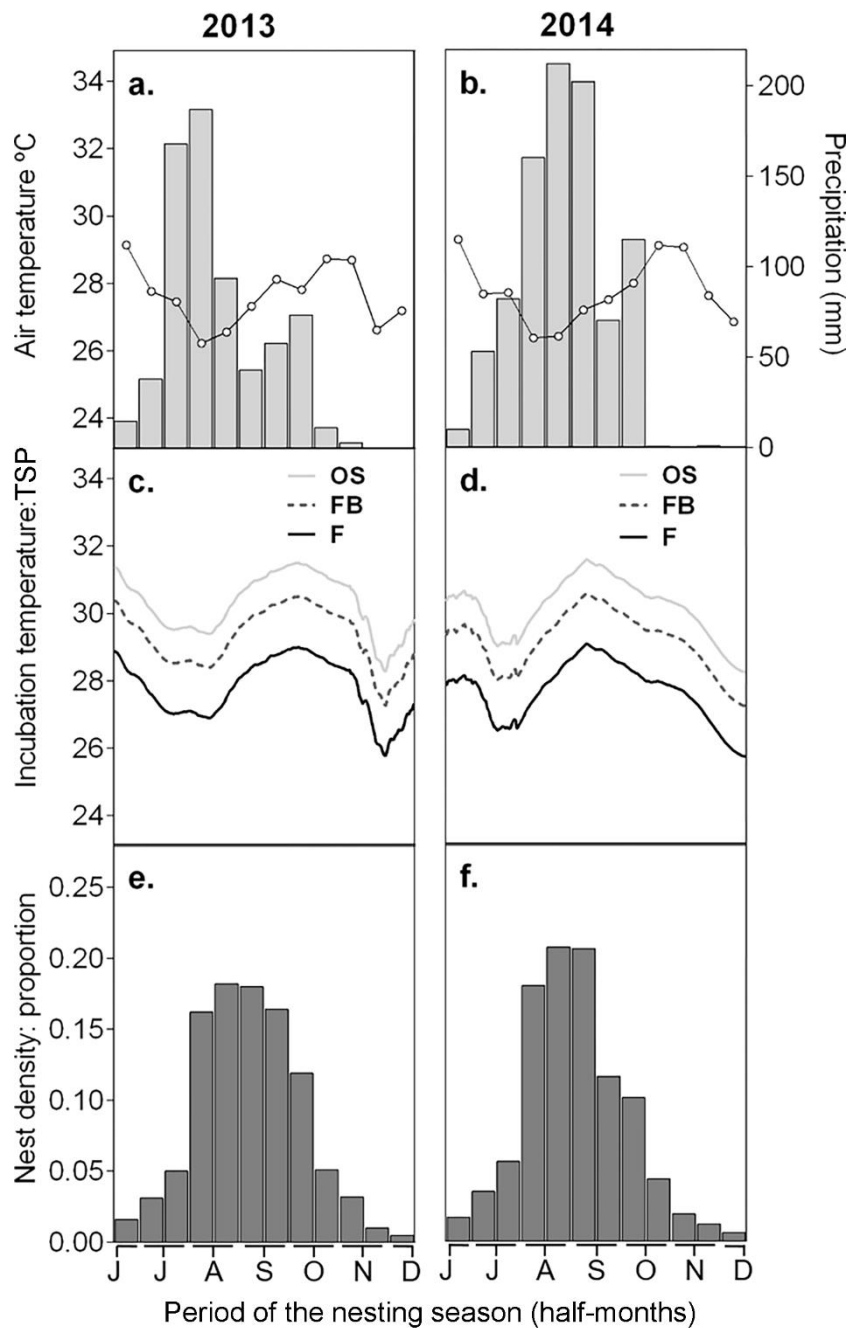 2013
2014
a.
b.
34
32
30
28
26
24
Air temperature ºC
200
150
100
50
0
Precipitation (mm)
c.
OS
FB
F
d.
OS
FB
F
34
32
30
28
26
24
Incubation temperature:TSP
e.
f.
0.25
0.20
0.15
0.10
0.05
0.00
Nest density: proportion
J J A S O N D
J J A S O N D
Period of the nesting season (half-months)